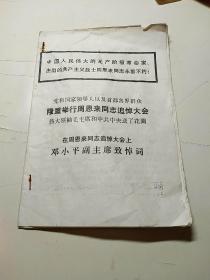 中国人民伟大的无产阶级革命家、
杰出的共产主义战士周恩来同志永垂不朽！
党和国家领导人以及首都各界群众
隆重举行周恩来同志追悼大会
伟大领袖毛主席和中共中央送了花圈
在周恩来同志追悼大会上
邓小平副主席致悼词